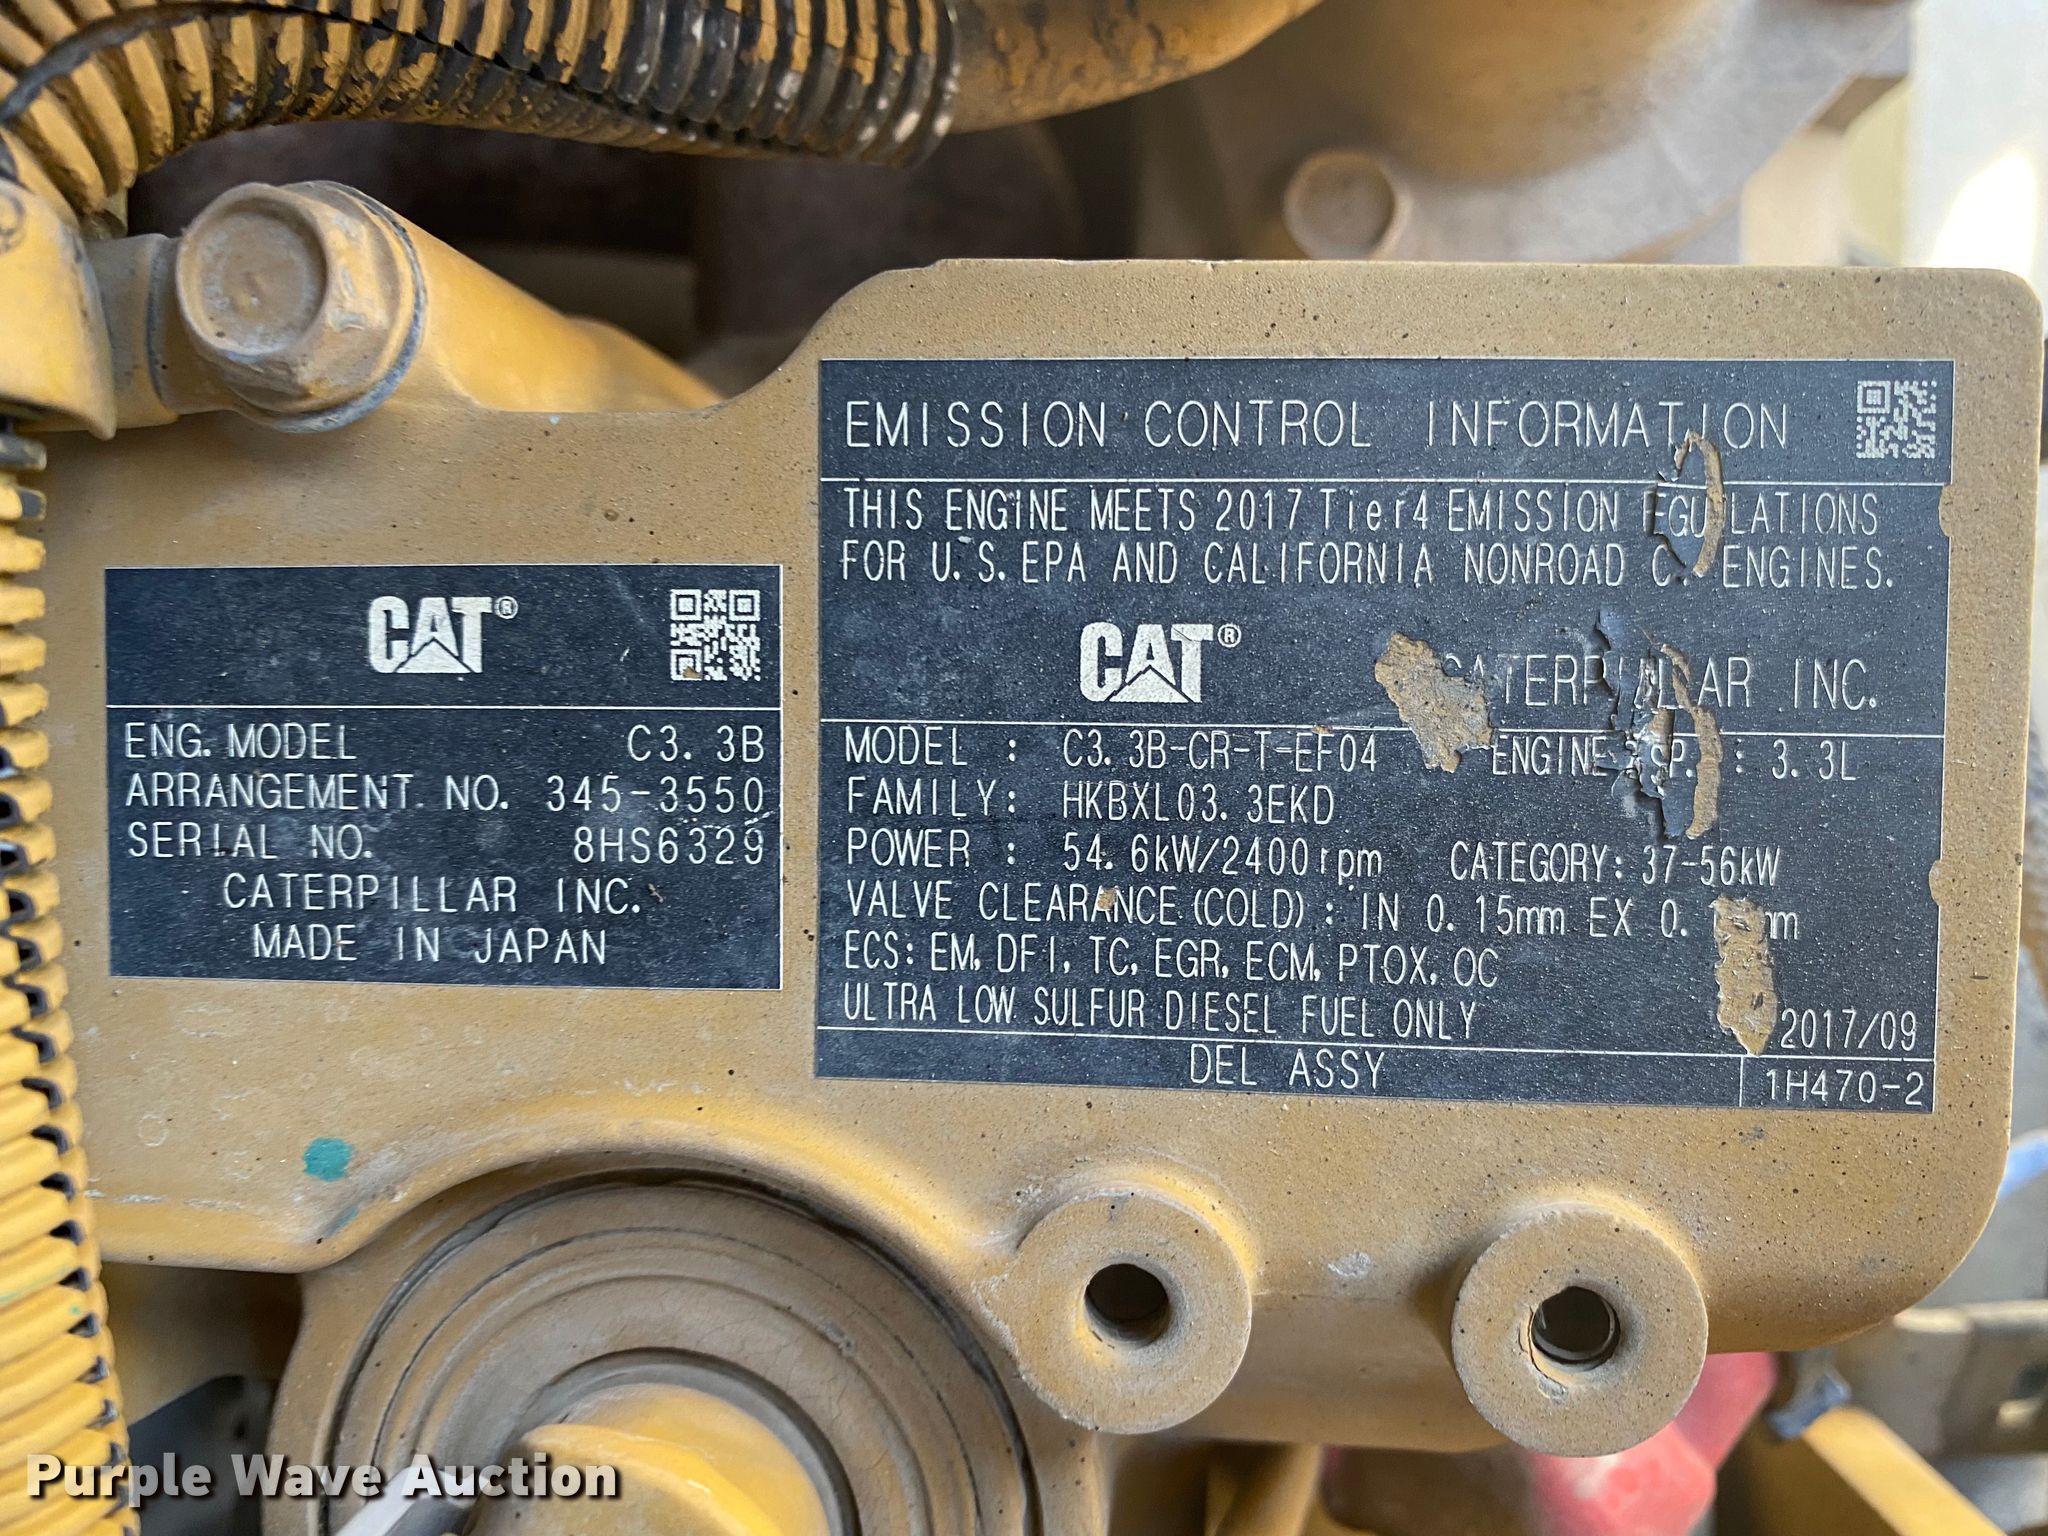 CAT®
ENG. MODEL C3.3B
ARRANGEMENT. NO. 345-3550
SERIAL NO. 8HS6329
CATERPILLAR INC.
MADE IN JAPAN
EMISSION CONTROL INFORMATION
THIS ENGINE MEETS 2017 Tier4 EMISSION LATIONS
FOR U.S.EPA AND CALIFORNIA NONROAD ENGINES.
CAT® INC.
MODEL : C3.3B-CR-T-EF04 ENGINE : 3.3L
FAMILY: HKBXL03.3EKD
POWER : 54.6kW/2400rpm CATEGORY: 37-56kW
VALVE CLEARANCE(COLD): IN 0.15mm EX
ECS: EM, DFI, TC, EGR, ECM, PTOX, OC
ULTRA LOW SULFUR DIESEL FUEL ONLY
2017/09
DEL ASSY 1H470-2
Purple Wave Auction